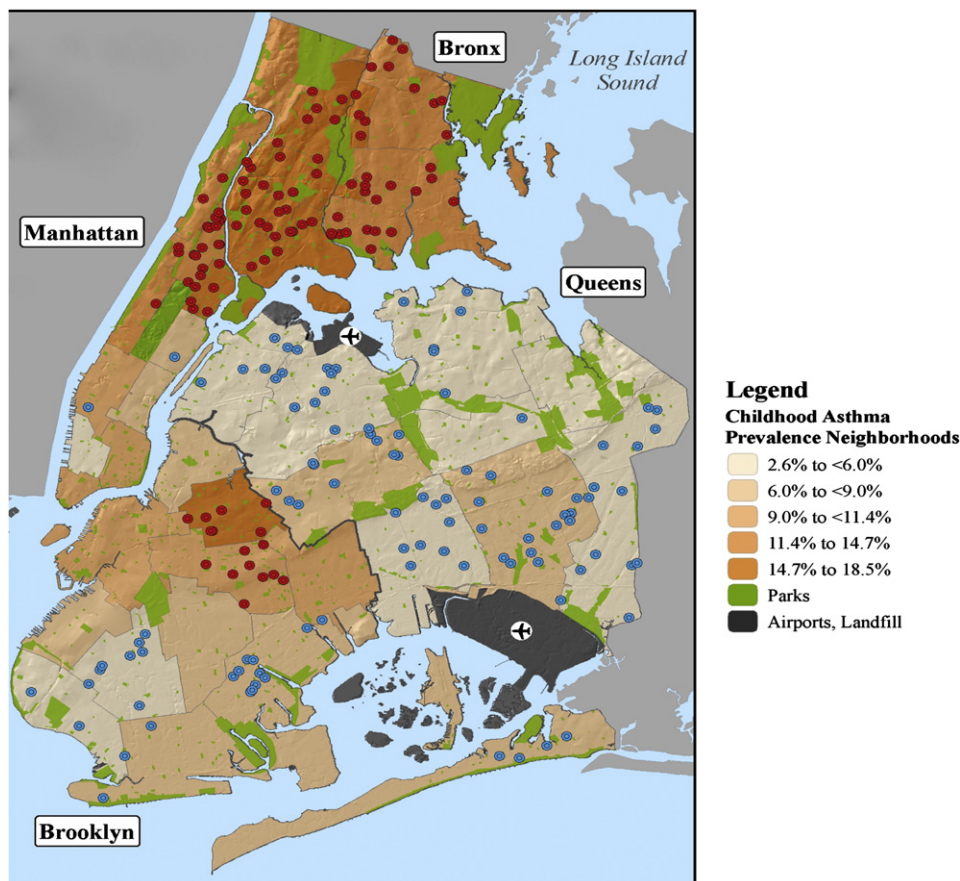 Bronx
Long Island
Sound
Manhattan
Queens
Brooklyn
Legend
Childhood Asthma
Prevalence Neighborhoods
2.6% to <6.0%
6.0% to <9.0%
9.0% to <11.4%
11.4% to 14.7%
14.7% to 18.5%
Parks
Airports, Landfill